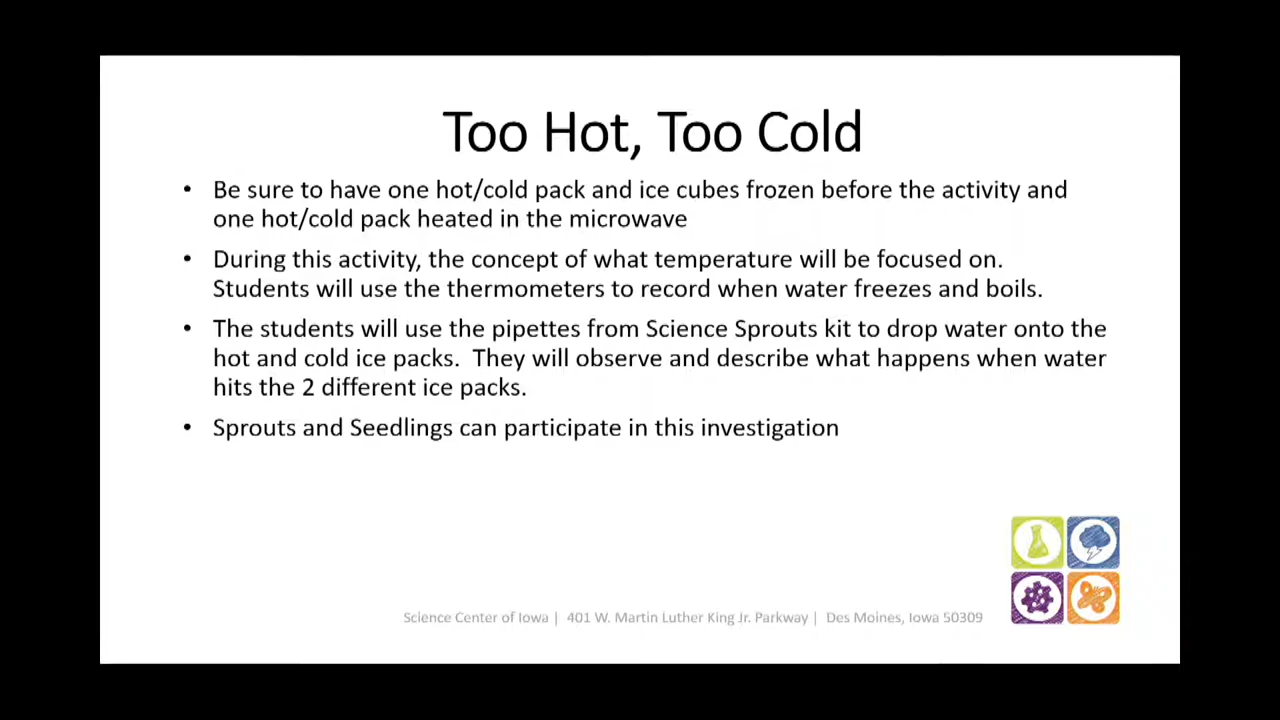 Too Hot, Too Cold
• Be sure to have one hot/cold pack and ice cubes frozen before the activity and
one hot/cold pack heated in the microwave
• During this activity, the concept of what temperature will be focused on.
Students will use the thermometers to record when water freezes and boils.
• The students will use the pipettes from Science Sprouts kit to drop water onto the
hot and cold ice packs.  They will observe and describe what happens when water
hits the 2 different ice packs.
• Sprouts and Seedlings can participate in this investigation
Science Center of Iowa | 401 W. Martin Luther King Jr. Parkway | Des Moines, Iowa 50309